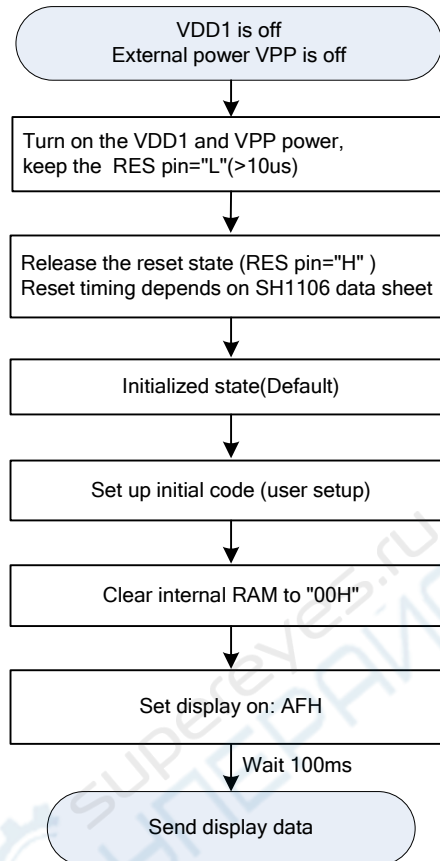 VDD1 is off
External power VPP is off
Turn on the VDD1 and VPP power,
keep the RES pin="L"(>10us)
Release the reset state (RES pin="H" )
Reset timing depends on SH1106 data sheet
Initialized state(Default)
Set up initial code (user setup)
Clear internal RAM to "00H"
Set display on: AFH
Wait 100ms
Send display data
supereyes.ru